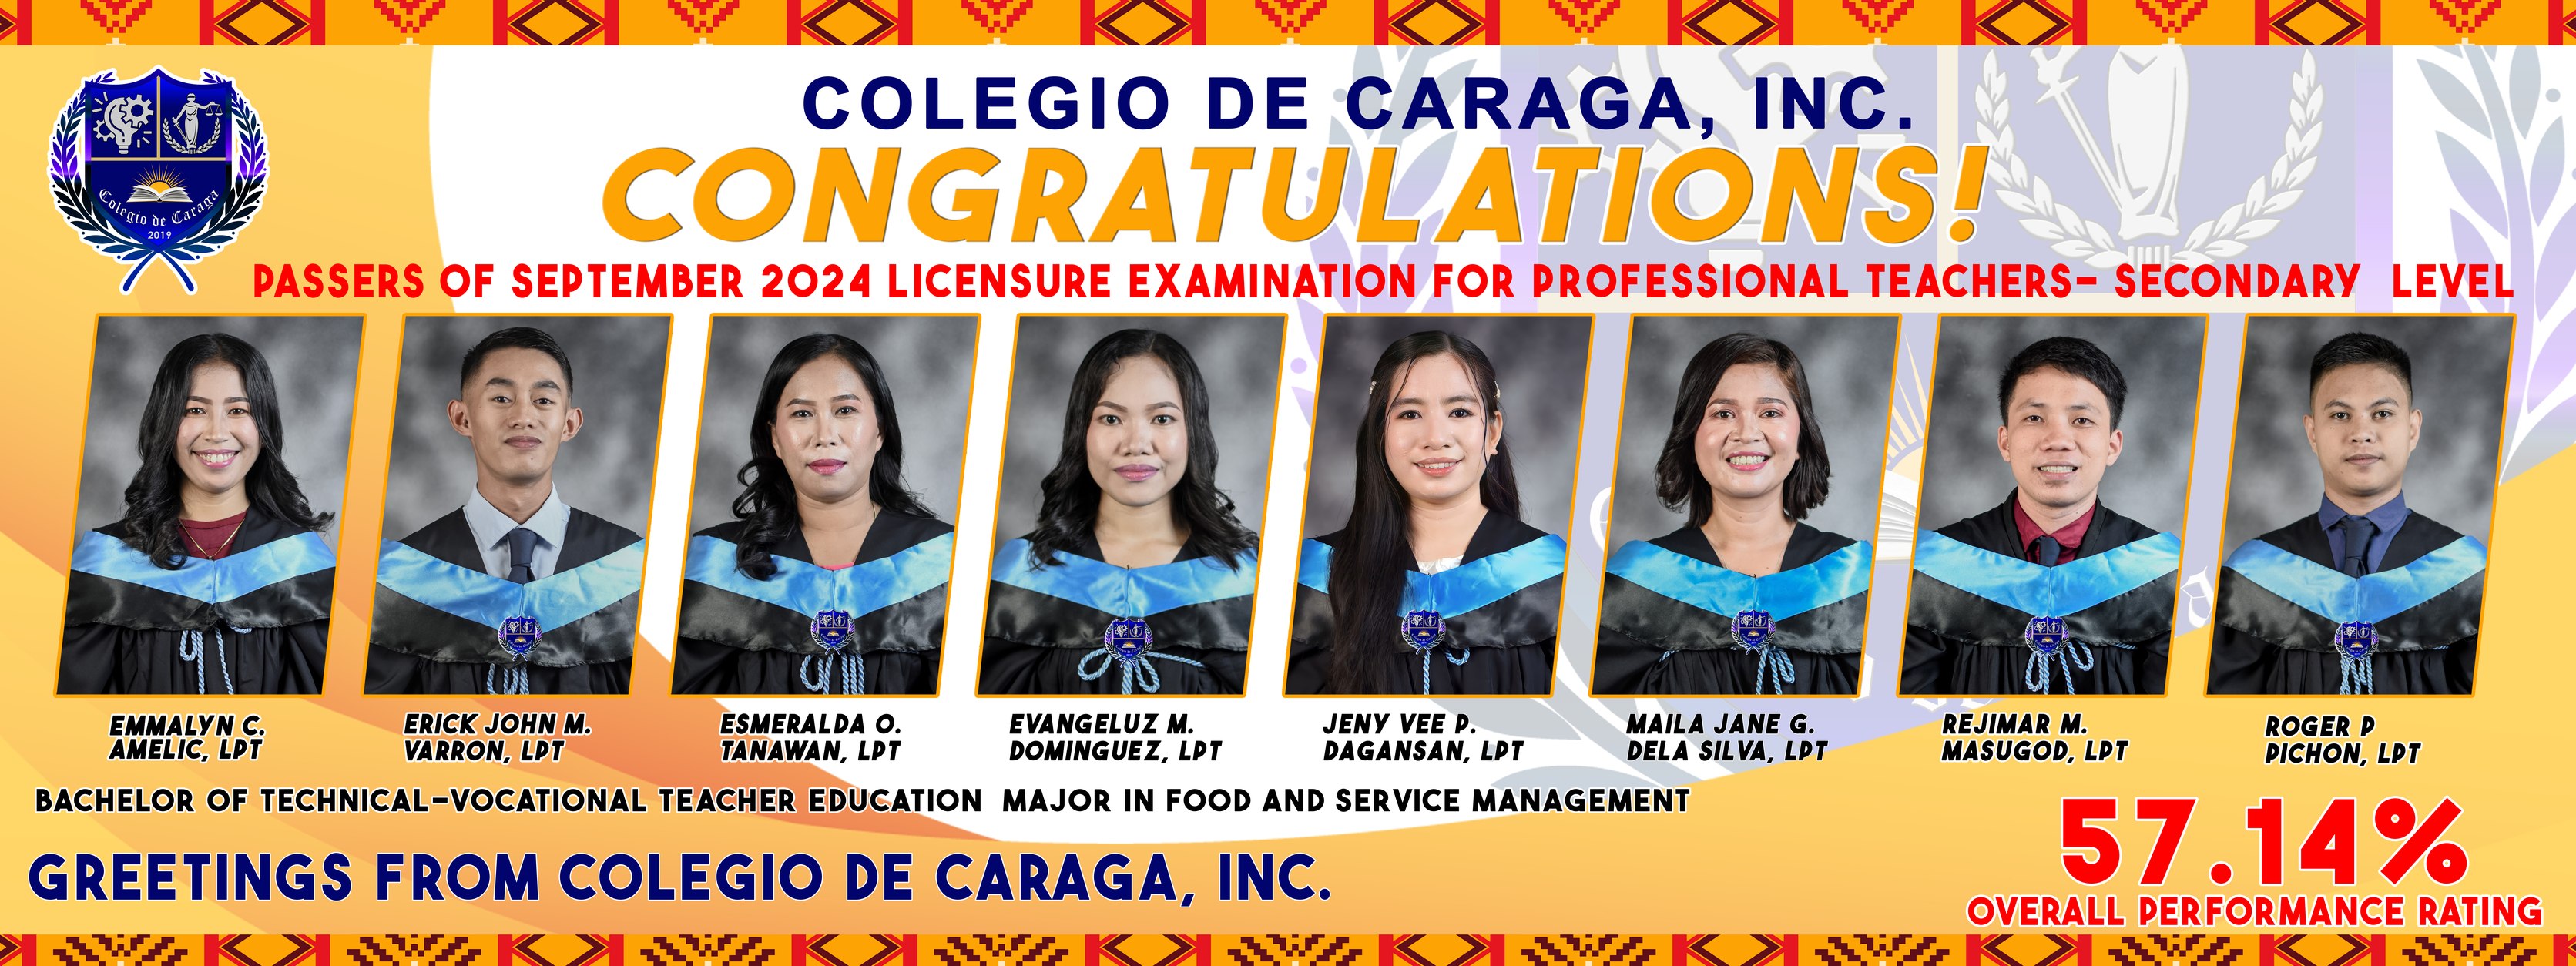 COLEGIO DE CARAGA, INC.
CONGRATULATIONS!
Colegio de Caraga
2019
PASSERS OF SEPTEMBER 2024 LICENSURE EXAMINATION FOR PROFESSIONAL TEACHERS- SECONDARY LEVEL
EMMALYN C.
AMELIC, LPT
ERICK JOHN M.
VARRON, LPT
ESMERALDA O.
TANAWAN, LPT
EVANGELUZ M.
DOMINGUEZ, LPT
JENY VEE P.
DAGANSAN, LPT
MAILA JANE G.
DELA SILVA, LPT
REJIMAR M.
MASUGOD, LPT
ROGER P
PICHON, LPT
BACHELOR OF TECHNICAL-VOCATIONAL TEACHER EDUCATION MAJOR IN FOOD AND SERVICE MANAGEMENT
GREETINGS FROM COLEGIO DE CARAGA, INC.
57.14%
OVERALL PERFORMANCE RATING